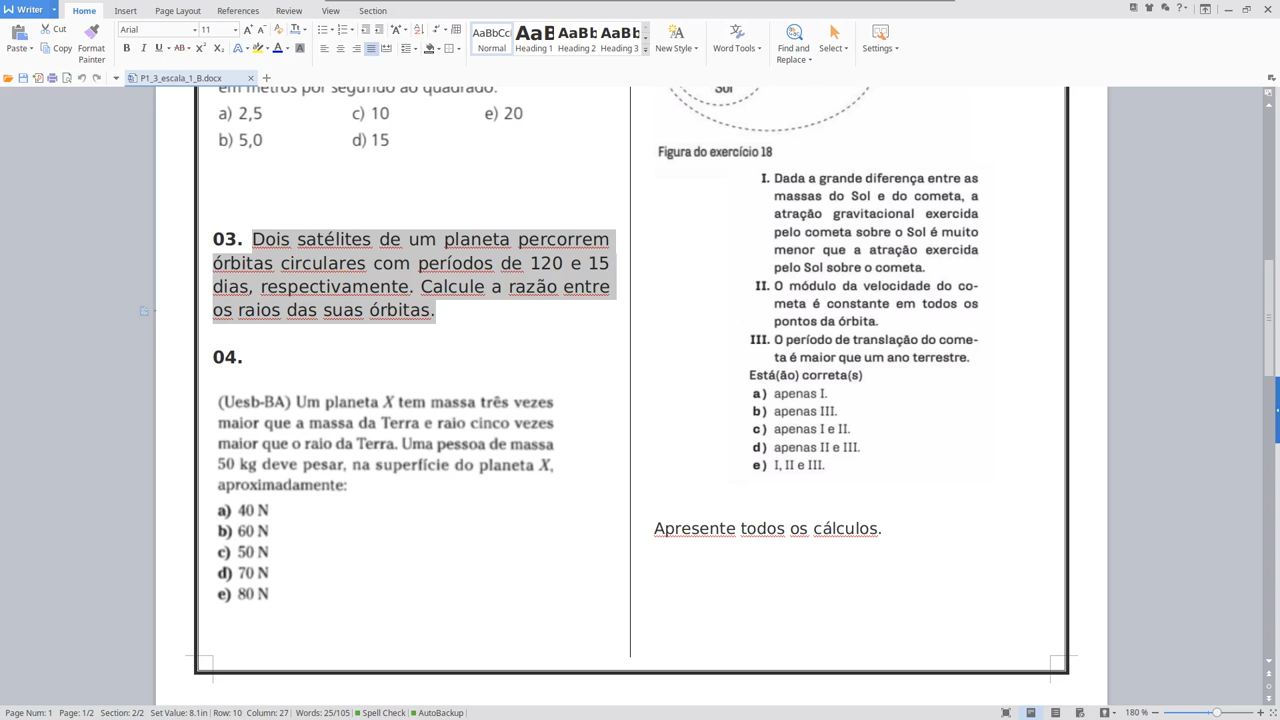 Writer
Home
Insert
Page Layout
References
Review
View
Section
Paste
Cut
Copy
Format
Painter
Arial
11
AaBbCc
Normal
AaB
Heading 1
AaBb
Heading 2
AaBb
Heading 3
New Style
Word Tools
Find and
Replace
Select
Settings
P1_3_escala_1_B.docx
em metros por segundo ao quadrado.
a) 2,5
c) 10
e) 20
b) 5,0
d) 15
03. Dois satélites de um planeta percorrem
órbitas circulares com períodos de 120 e 15
dias, respectivamente. Calcule a razão entre
os raios das suas órbitas.
04.
(Uesb-BA) Um planeta X tem massa três vezes
maior que a massa da Terra e raio cinco vezes
maior que o raio da Terra. Uma pessoa de massa
50 kg deve pesar, na superfície do planeta X,
aproximadamente:
a) 40 N
b) 60 N
c) 50 N
d) 70 N
e) 80 N
Sol
Figura do exercício 18
I. Dada a grande diferença entre as
massas do Sol e do cometa, a
atração gravitacional exercida
pelo cometa sobre o Sol é muito
menor que a atração exercida
pelo Sol sobre o cometa.
II. O módulo da velocidade do co-
meta é constante em todos os
pontos da órbita.
III. O período de translação do come-
ta é maior que um ano terrestre.
Está(ão) correta(s)
a) apenas I.
b) apenas III.
c) apenas I e II.
d) apenas II e III.
e) I, II e III.
Apresente todos os cálculos.
Page Num: 1
Page: 1/2
Section: 2/2
Set Value: 8.1in
Row: 10
Column: 27
Words: 25/105
Spell Check
AutoBackup
180 %